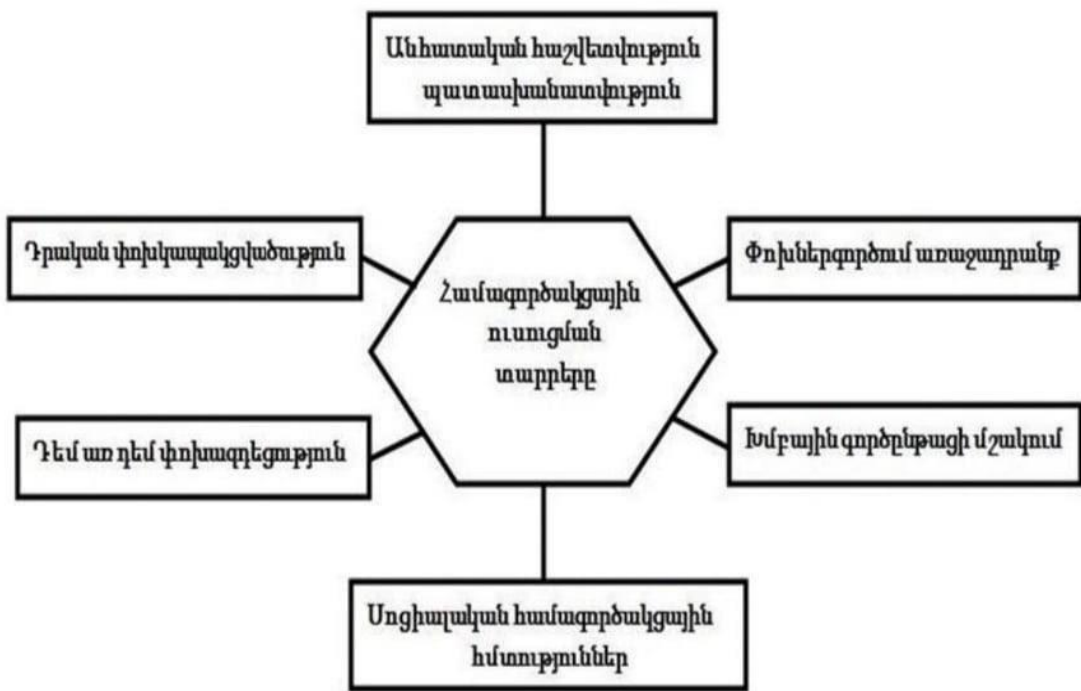 Անհատական հաշվետվություն
պատասխանատվություն
Դրական փոխկապակցվածություն
Փոխներգործում առաջադրանք
Համագործակցային
ուսուցման
տարրերը
Դեմ առ դեմ փոխազդեցություն
Խմբային գործընթացի մշակում
Սոցիալական համագործակցային
հմտություններ